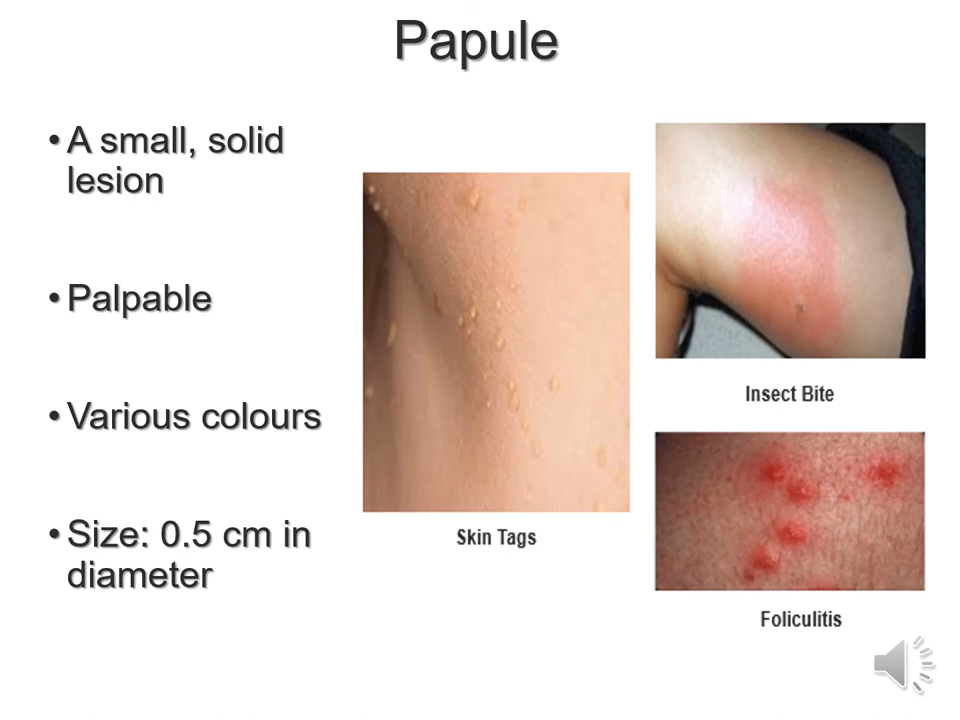 Papule
• A small, solid
lesion
• Palpable
• Various colours
• Size: 0.5 cm in
diameter
Skin Tags
Insect Bite
Foliculitis